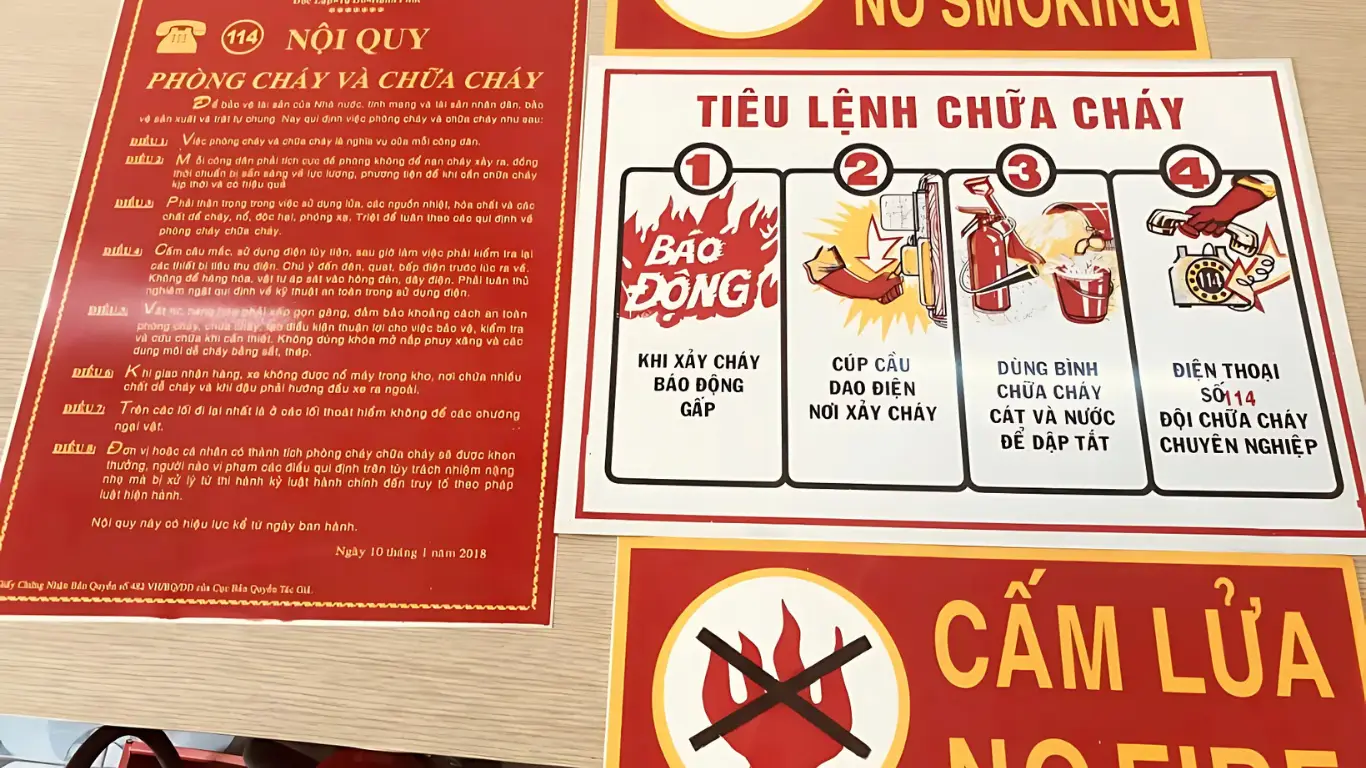 114 NỘI QUY
PHÒNG CHÁY VÀ CHỮA CHÁY
Để bảo vệ tài sản của Nhà nước, tính mạng và tài sản nhân dân, bảo
vệ sản xuất và trật tự chung. Nay qui định việc phòng cháy và chữa cháy như sau:
ĐIỀU 1: Việc phòng cháy và chữa cháy là nghĩa vụ của mỗi công dân.
ĐIỀU 2: Mỗi công dân phải tích cực đề phòng không để nạn cháy xảy ra, đồng
thời chuẩn bị sẵn sàng về lực lượng, phương tiện để khi cần chữa cháy
kịp thời và có hiệu quả
ĐIỀU 3: Phải thận trọng trong việc sử dụng lửa, các nguồn nhiệt, hóa chất và các
chất dễ cháy, nổ, độc hại, phóng xạ. Triệt để tuân theo các qui định về
phòng cháy chữa cháy.
ĐIỀU 4: Cấm câu mắc, sử dụng điện tùy tiện, sau giờ làm việc phải kiểm tra lại
các thiết bị tiêu thụ điện. Chú ý đến đèn, quạt, bếp điện trước lúc ra về.
Không để hàng hóa, vật tư áp sát vào hông đèn, dây điện. Phải tuân thủ
nghiêm ngặt qui định về kỹ thuật an toàn trong sử dụng điện.
ĐIỀU 5: Vật tư, hàng hóa phải xếp gọn gàng, đảm bảo khoảng cách an toàn
phòng cháy, chữa cháy, tạo điều kiện thuận lợi cho việc bảo vệ, kiểm tra
và cứu chữa khi cần thiết. Không dùng khóa mở nắp phuy xăng và các
dung môi dễ cháy bằng sắt, thép.
ĐIỀU 6: Khi giao nhận hàng, xe không được nổ máy trong kho, nơi chứa nhiều
chất dễ cháy và khi đậu phải hướng đầu xe ra ngoài.
ĐIỀU 7: Trên các lối đi lại nhất là ở các lối thoát hiểm không để các chướng
ngại vật.
ĐIỀU 8: Đơn vị hoặc cá nhân có thành tích phòng cháy chữa cháy sẽ được khen
thưởng, người nào vi phạm các điều qui định trên tùy trách nhiệm nặng
nhẹ mà bị xử lý từ thi hành kỷ luật hành chính đến truy tố theo pháp
luật hiện hành.
Nội quy này có hiệu lực kể từ ngày ban hành.
Ngày 10 tháng 1 năm 2018
Giấy Chứng Nhận Bản Quyền số 482 VH/BQ/DD của Cục Bản Quyền Tác Giả.
NO SMOKING
TIÊU LỆNH CHỮA CHÁY
1
BÁO
ĐỘNG
KHI XẢY CHÁY
BÁO ĐỘNG
GẤP
2
CÚP CẦU
DAO ĐIỆN
NƠI XẢY CHÁY
3
DÙNG BÌNH
CHỮA CHÁY
CÁT VÀ NƯỚC
ĐỂ DẬP TẮT
4
114
ĐIỆN THOẠI
SỐ 114
ĐỘI CHỮA CHÁY
CHUYÊN NGHIỆP
CẤM LỬA
NO FIRE